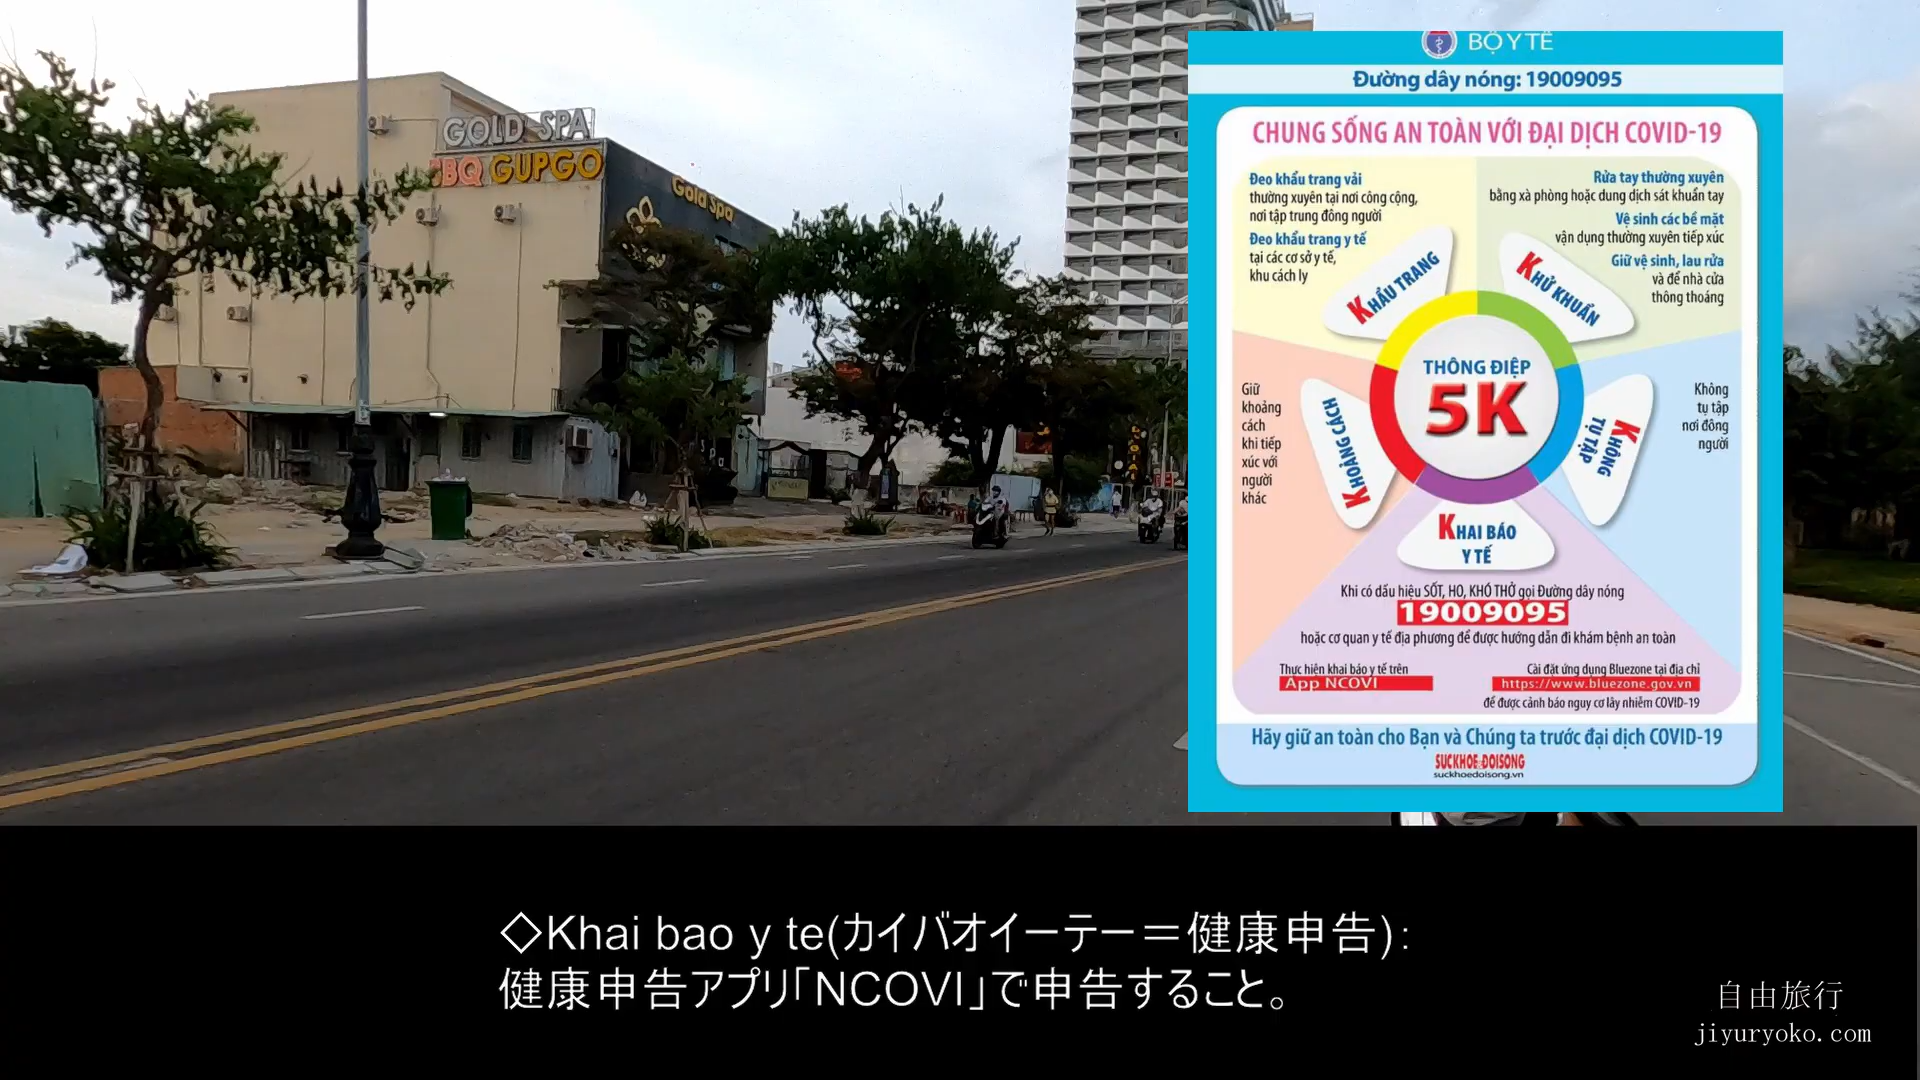 GOLD SPA
BBQ GUPGO
Gold Spa
BỘ Y TẾ
Đường dây nóng: 19009095
CHUNG SỐNG AN TOÀN VỚI ĐẠI DỊCH COVID-19
Đeo khẩu trang vải
thường xuyên tại nơi công cộng,
nơi tập trung đông người
Đeo khẩu trang y tế
tại các cơ sở y tế,
khu cách ly
Rửa tay thường xuyên
bằng xà phòng hoặc dung dịch sát khuẩn tay
Vệ sinh các bề mặt
vận dụng thường xuyên tiếp xúc
Giữ vệ sinh, lau rửa
và để nhà cửa
thông thoáng
KHẨU TRANG
KHỬ KHUẨN
THÔNG ĐIỆP
5K
Giữ
khoảng
cách
khi tiếp
xúc với
người
khác
KHOẢNG CÁCH
KHÔNG
TỤ TẬP
Không
tụ tập
nơi đông
người
KHAI BÁO
Y TẾ
Khi có dấu hiệu SỐT, HO, KHÓ THỞ gọi Đường dây nóng
19009095
hoặc cơ quan y tế địa phương để được hướng dẫn đi khám bệnh an toàn
Thực hiện khai báo y tế trên
App NCOVI
Cài đặt ứng dụng Bluezone tại địa chỉ
https://www.bluezone.gov.vn
để được cảnh báo nguy cơ lây nhiễm COVID-19
Hãy giữ an toàn cho Bạn và Chúng ta trước đại dịch COVID-19
SUCKHOE ĐOISONG
suckhoedoisong.vn
◇Khai bao y te(カイバオイーテー＝健康申告):
健康申告アプリ「NCOVI」で申告すること。
自由旅行
jiyuryoko.com